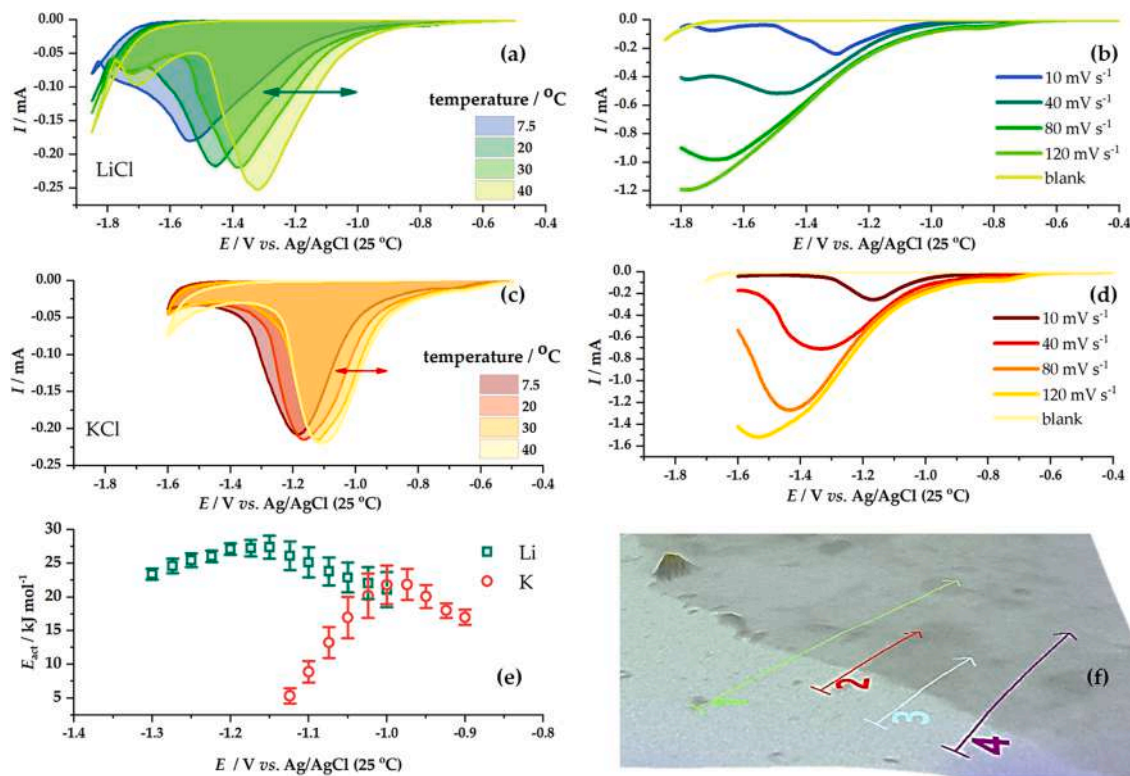 0.00
-0.05
-0.10
-0.15
-0.20
-0.25
I / mA
LiCl
(a)
temperature / °C
7.5
20
30
40
-1.8 -1.6 -1.4 -1.2 -1.0 -0.8 -0.6 -0.4
E / V vs. Ag/AgCl (25 °C)
0.0
-0.2
-0.4
-0.6
-0.8
-1.0
-1.2
I / mA
(b)
10 mV s⁻¹
40 mV s⁻¹
80 mV s⁻¹
120 mV s⁻¹
blank
-1.8 -1.6 -1.4 -1.2 -1.0 -0.8 -0.6 -0.4
E / V vs. Ag/AgCl (25 °C)
0.00
-0.05
-0.10
-0.15
-0.20
-0.25
I / mA
KCl
(c)
temperature / °C
7.5
20
30
40
-1.8 -1.6 -1.4 -1.2 -1.0 -0.8 -0.6 -0.4
E / V vs. Ag/AgCl (25 °C)
0.0
-0.2
-0.4
-0.6
-0.8
-1.0
-1.2
-1.4
-1.6
I / mA
(d)
10 mV s⁻¹
40 mV s⁻¹
80 mV s⁻¹
120 mV s⁻¹
blank
-1.8 -1.6 -1.4 -1.2 -1.0 -0.8 -0.6 -0.4
E / V vs. Ag/AgCl (25 °C)
30
25
20
15
10
5
Eact / kJ mol⁻¹
Li
K
(e)
-1.4 -1.3 -1.2 -1.1 -1.0 -0.9 -0.8
E / V vs. Ag/AgCl (25 °C)
1
2
3
4
(f)